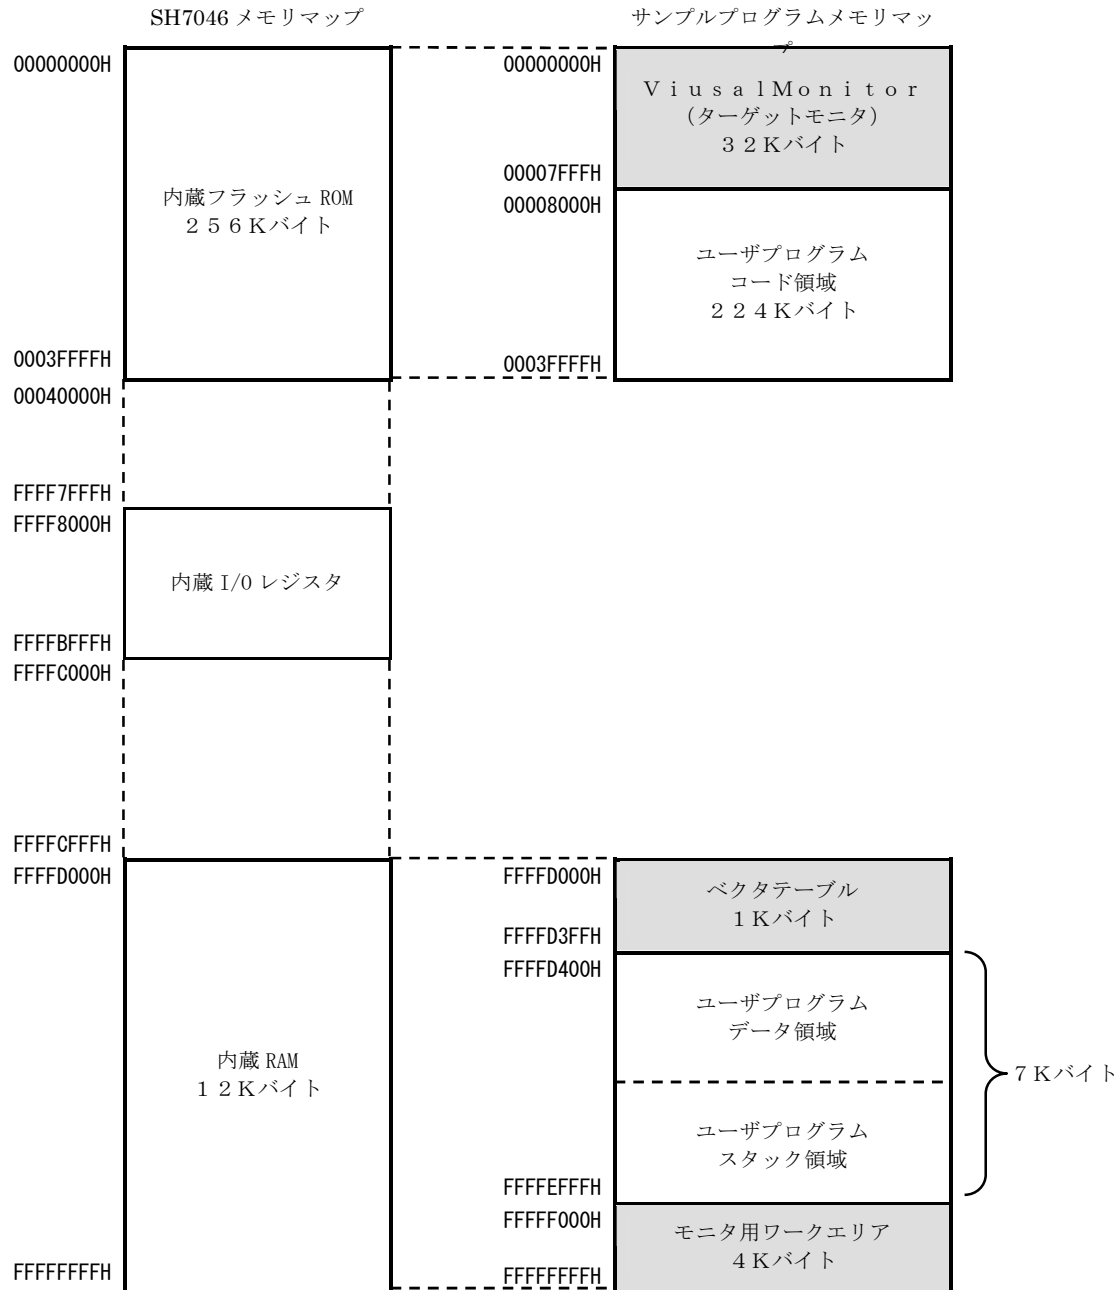 SH7046 メモリマップ
00000000H
内蔵フラッシュ ROM
２５６Ｋバイト
0003FFFFH
00040000H
FFFF7FFFH
FFFF8000H
内蔵 I/O レジスタ
FFFFBFFFH
FFFFC000H
FFFFCFFFH
FFFFD000H
内蔵 RAM
１２Ｋバイト
FFFFFFFFH
サンプルプログラムメモリマッ
プ
00000000H
ＶｉｕｓａｌＭｏｎｉｔｏｒ
（ターゲットモニタ）
３２Ｋバイト
00007FFFH
00008000H
ユーザプログラム
コード領域
２２４Ｋバイト
0003FFFFH
FFFFD000H
ベクタテーブル
１Ｋバイト
FFFFD3FFH
FFFFD400H
ユーザプログラム
データ領域
７Ｋバイト
ユーザプログラム
スタック領域
FFFFEFFFH
FFFFF000H
モニタ用ワークエリア
４Ｋバイト
FFFFFFFFH